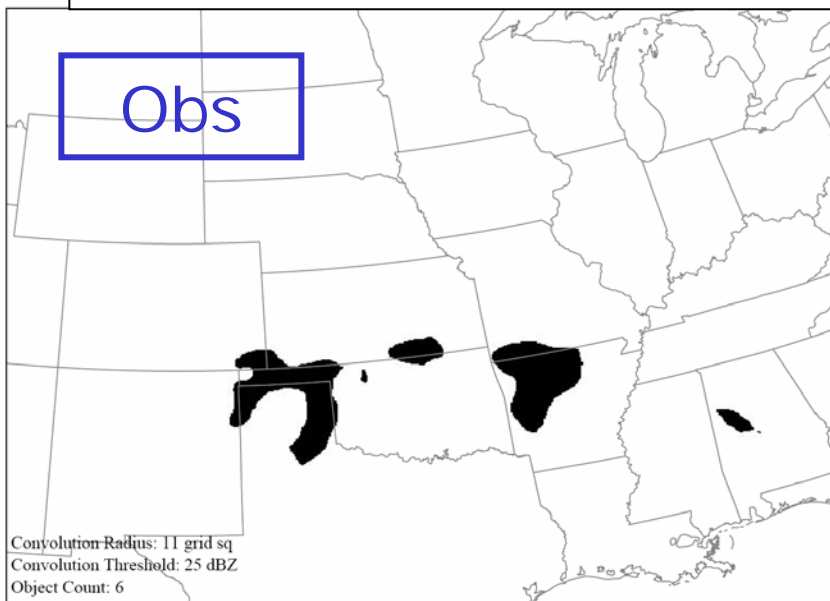 Obs
Convolution Radius: 11 grid sq
Convolution Threshold: 25 dBZ
Object Count: 6